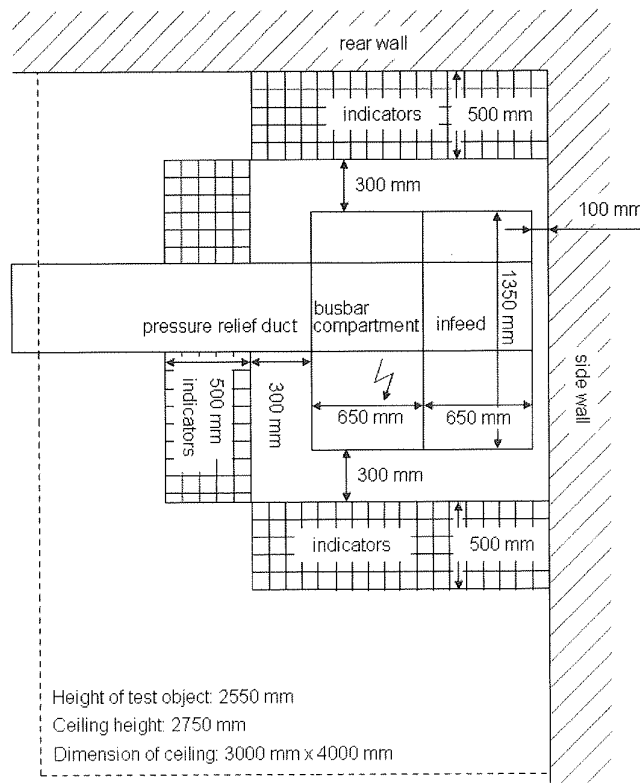 rear wall
indicators
500 mm
300 mm
100 mm
1350 mm
pressure relief duct
busbar
compartment
infeed
side wall
500 mm
indicators
300 mm
650 mm
650 mm
300 mm
indicators
500 mm
Height of test object: 2550 mm
Ceiling height: 2750 mm
Dimension of ceiling: 3000 mm x 4000 mm